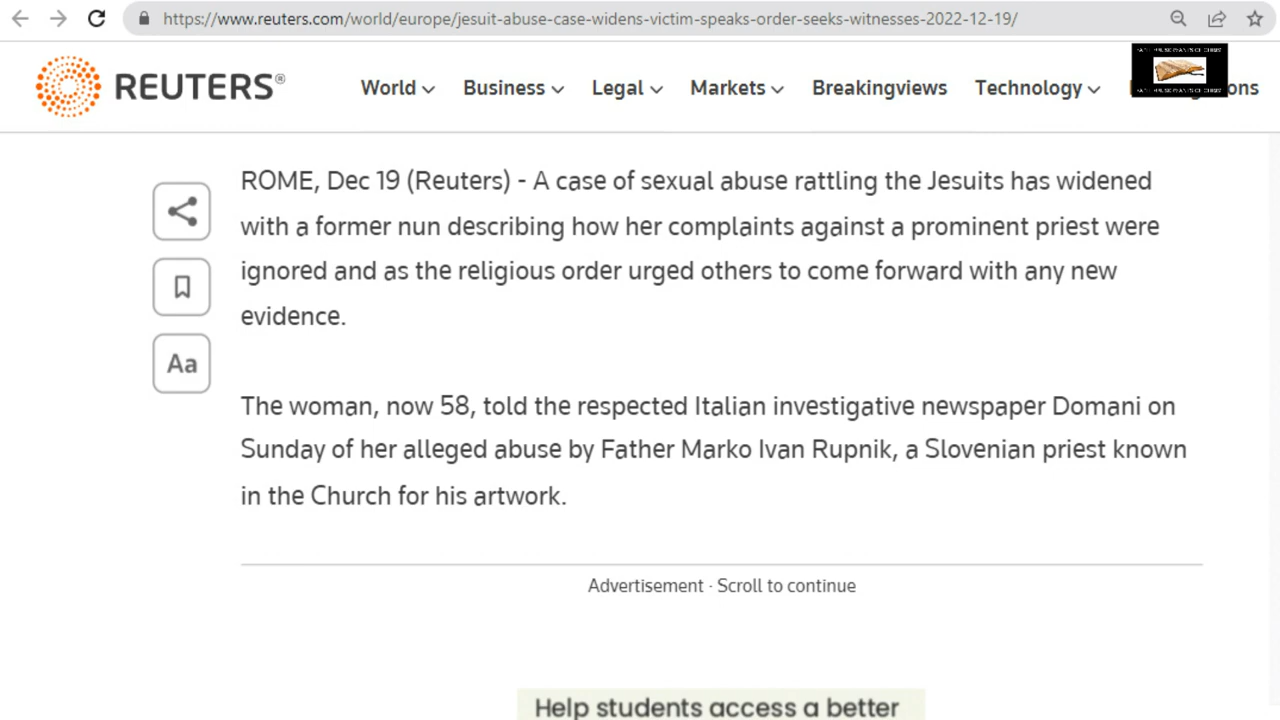 https://www.reuters.com/world/europe/jesuit-abuse-case-widens-victim-speaks-order-seeks-witnesses-2022-12-19/
REUTERS®
World Business Legal Markets Breakingviews Technology
ROME, Dec 19 (Reuters) - A case of sexual abuse rattling the Jesuits has widened
with a former nun describing how her complaints against a prominent priest were
ignored and as the religious order urged others to come forward with any new
evidence.
Aa
The woman, now 58, told the respected Italian investigative newspaper Domani on
Sunday of her alleged abuse by Father Marko Ivan Rupnik, a Slovenian priest known
in the Church for his artwork.
Advertisement · Scroll to continue
Help students access a better